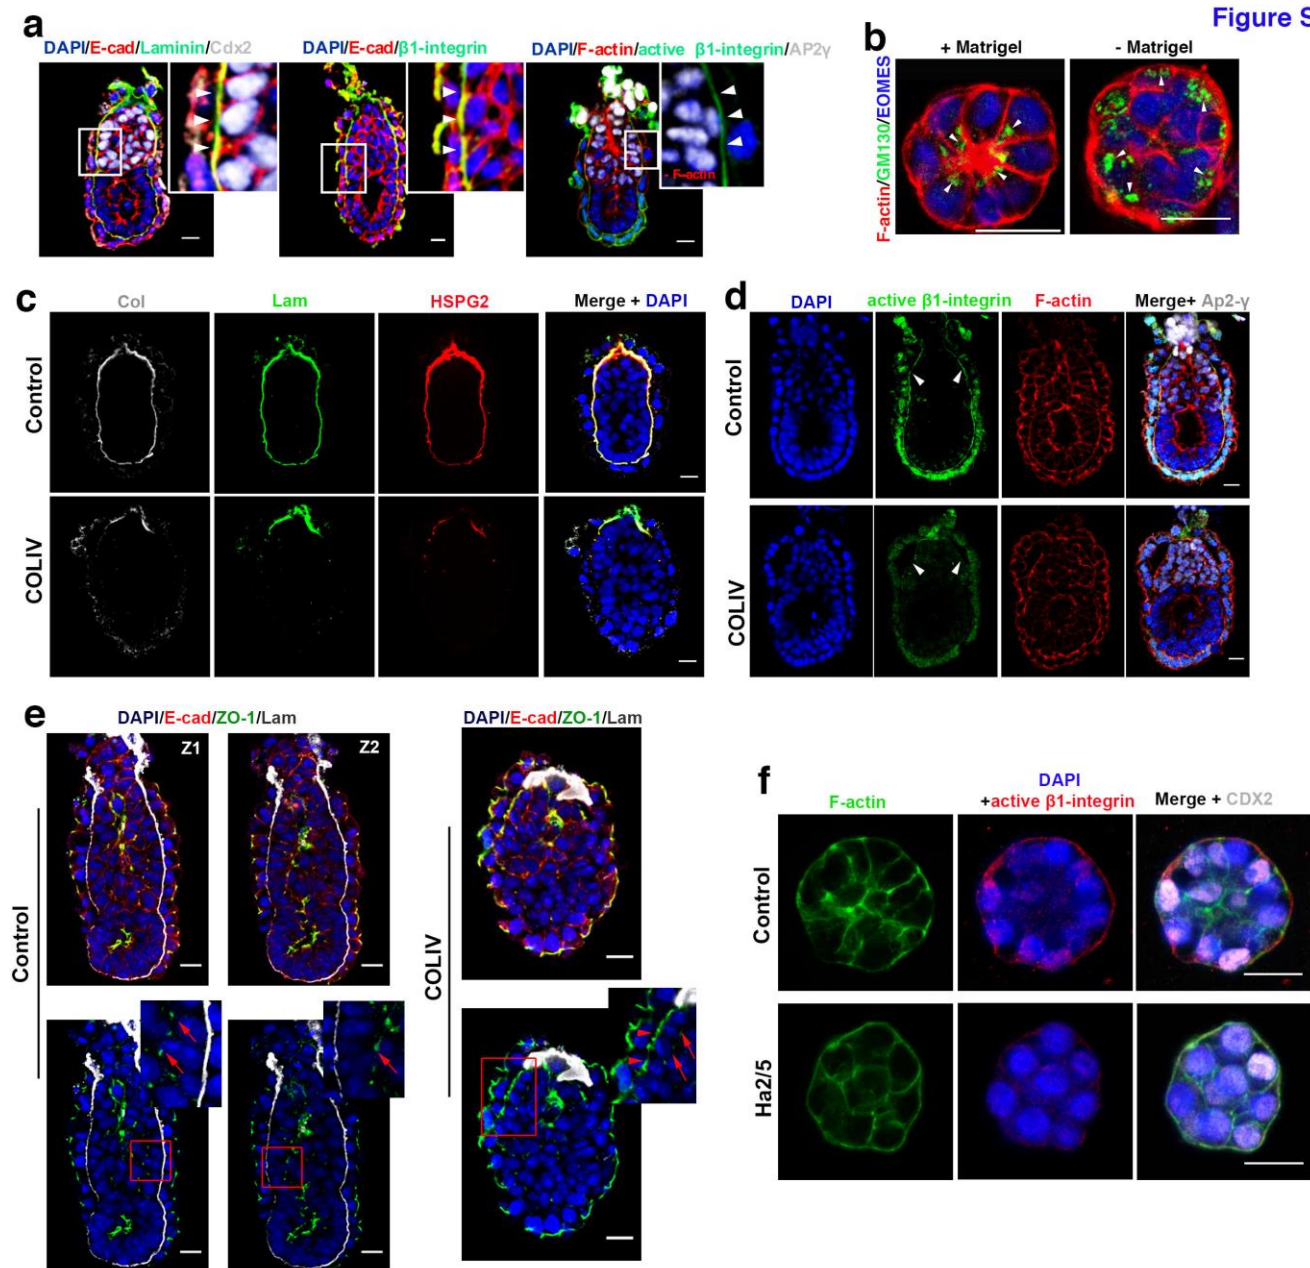 Figure S
a
DAPI/E-cad/Laminin/Cdx2
DAPI/E-cad/β1-integrin
DAPI/F-actin/active β1-integrin/AP2γ
- F-actin
b
+ Matrigel
- Matrigel
F-actin/GM130/EOMES
c
Col
Lam
HSPG2
Merge + DAPI
Control
COLIV
d
DAPI
active β1-integrin
F-actin
Merge+ Ap2-γ
Control
COLIV
e
DAPI/E-cad/ZO-1/Lam
DAPI/E-cad/ZO-1/Lam
Z1
Z2
Control
COLIV
f
F-actin
DAPI
+active β1-integrin
Merge + CDX2
Control
Ha2/5